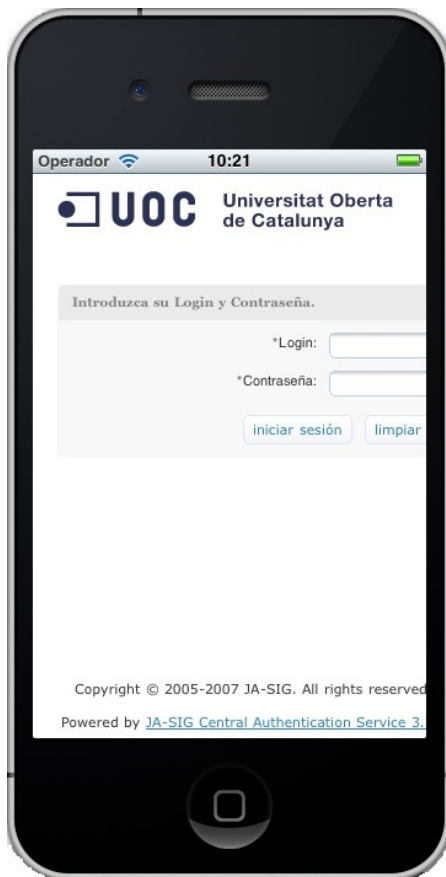 Operador 10:21
UOC Universitat Oberta
de Catalunya
Introduzca su Login y Contraseña.
*Login:
*Contraseña:
iniciar sesión limpiar
Copyright © 2005-2007 JA-SIG. All rights reserved
Powered by JA-SIG Central Authentication Service 3..